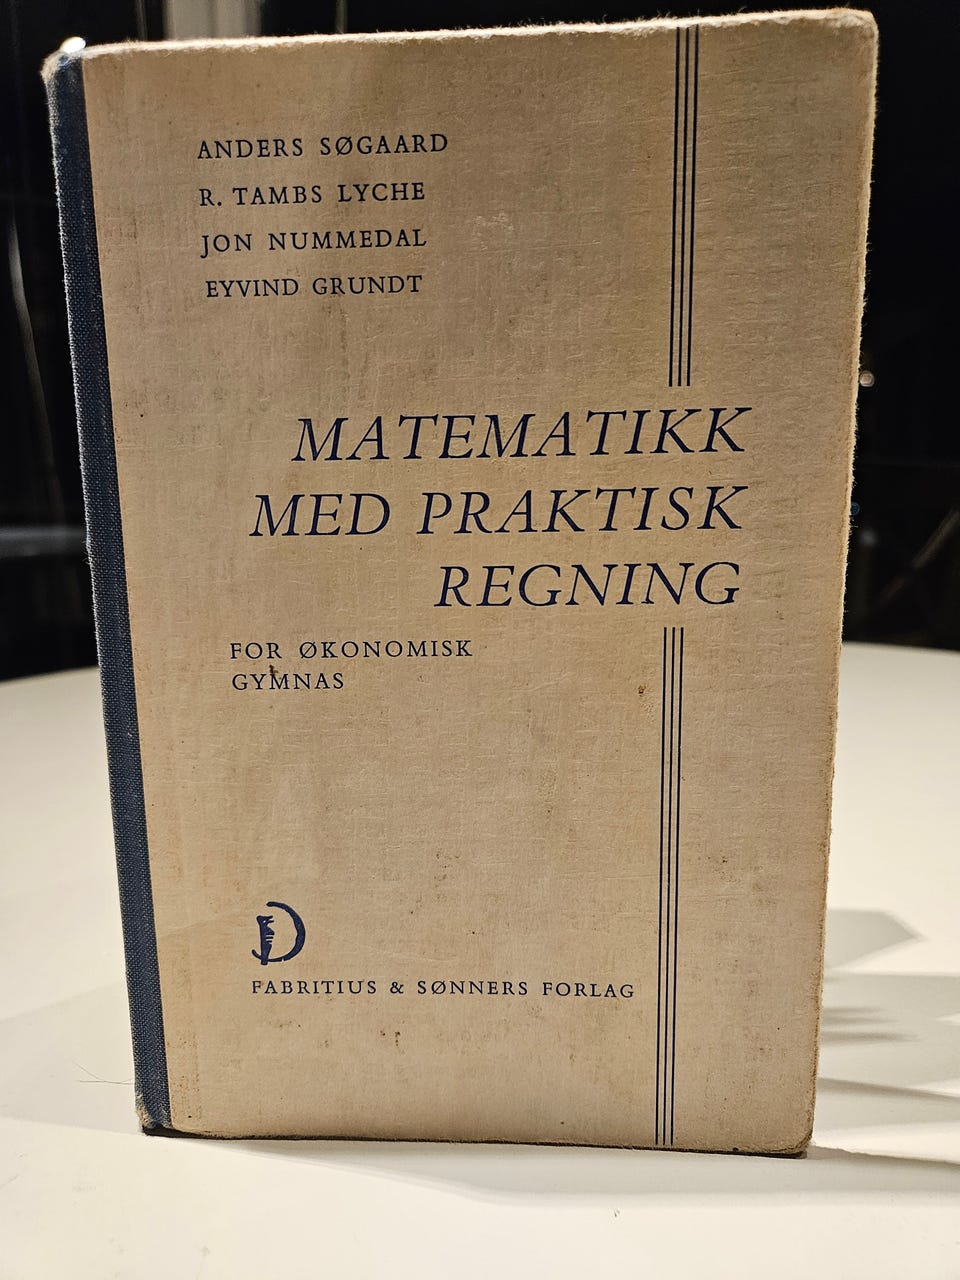 ANDERS SØGAARD
R. TAMBS LYCHE
JON NUMMEDAL
EYVIND GRUNDT
MATEMATIKK
MED PRAKTISK
REGNING
FOR ØKONOMISK
GYMNAS
FABRITIUS & SØNNERS FORLAG